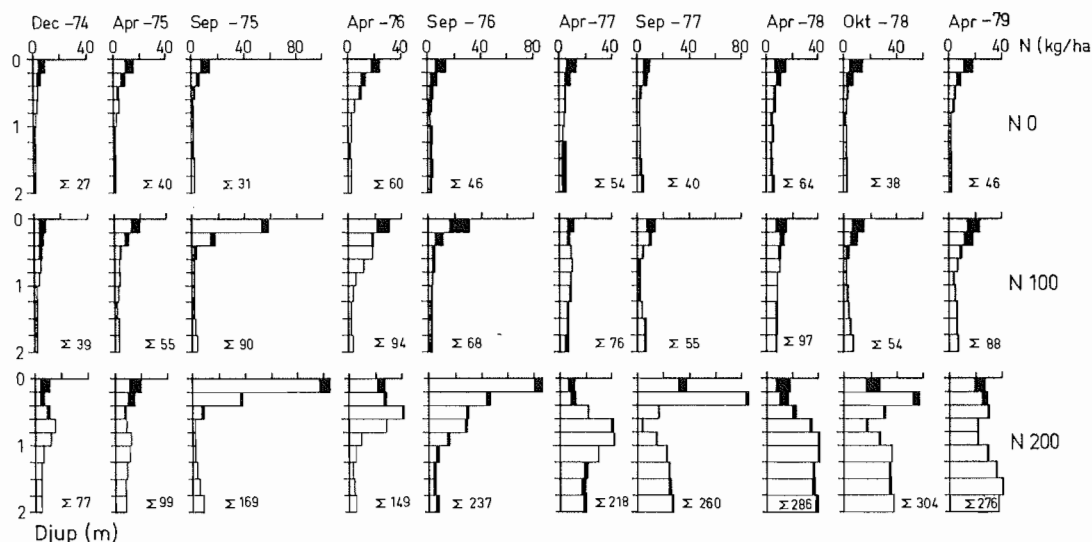 Dec -74 Apr -75 Sep -75 Apr -76 Sep -76 Apr -77 Sep -77 Apr -78 Okt -78 Apr -79
0 40 0 40 0 40 80 0 40 0 40 80 0 40 0 40 80 0 40 0 40 0 40 N (kg/ha
0
1
2
Σ 27 Σ 40 Σ 31 Σ 60 Σ 46 Σ 54 Σ 40 Σ 64 Σ 38 Σ 46
N 0
0
1
2
Σ 39 Σ 55 Σ 90 Σ 94 Σ 68 Σ 76 Σ 55 Σ 97 Σ 54 Σ 88
N 100
0
1
2
Σ 77 Σ 99 Σ 169 Σ 149 Σ 237 Σ 218 Σ 260 Σ 286 Σ 304 Σ 276
N 200
Djup (m)